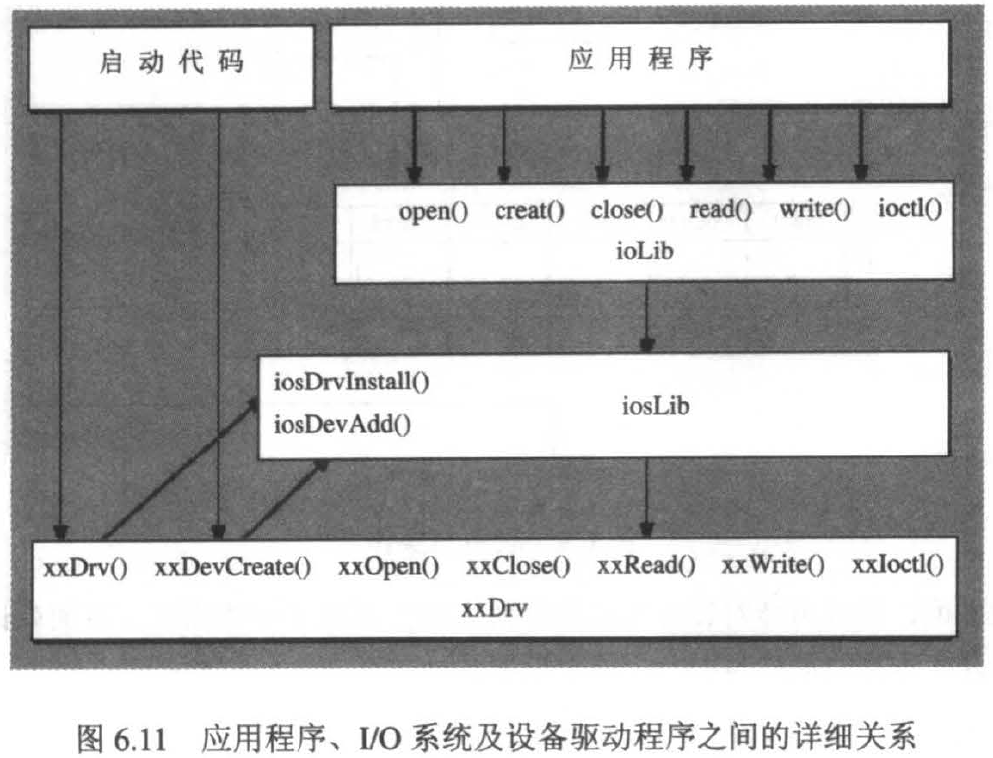 启动代码
应用程序
open() creat() close() read() write() ioctl()
ioLib
iosDrvInstall()
iosDevAdd()
iosLib
xxDrv() xxDevCreate() xxOpen() xxClose() xxRead() xxWrite() xxIoctl()
xxDrv
图 6.11 应用程序、I/O 系统及设备驱动程序之间的详细关系